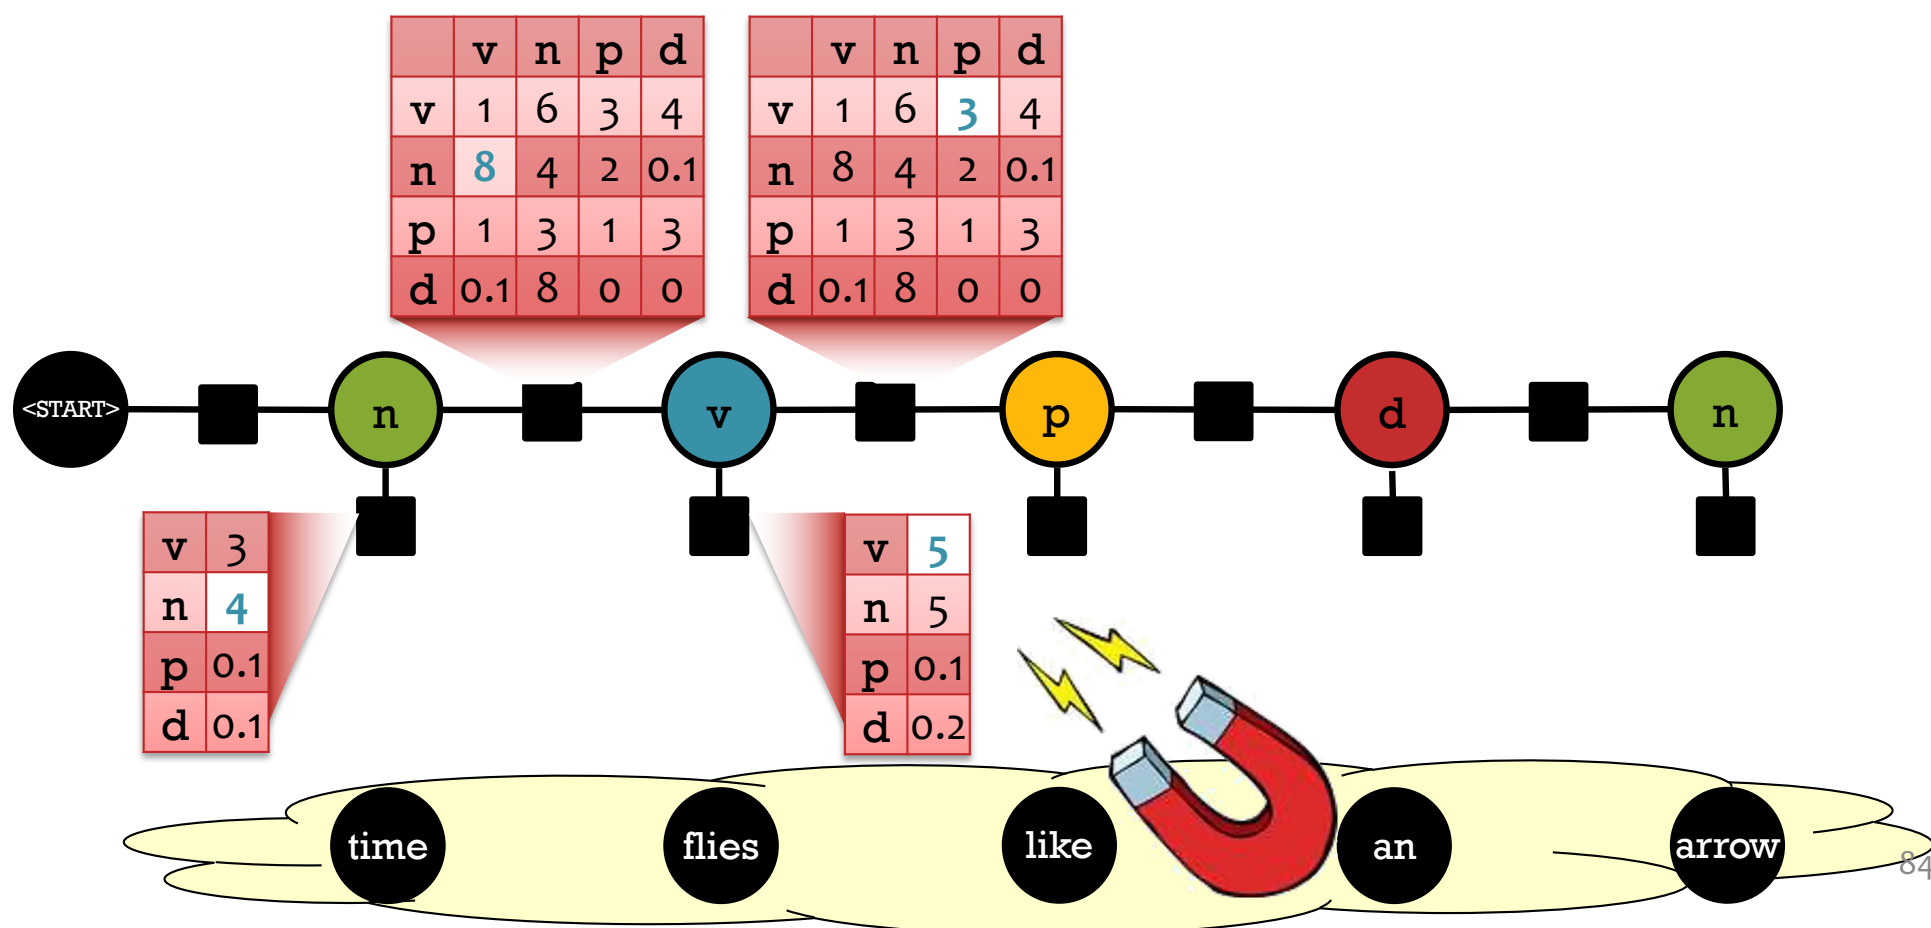 v n p d
v 1 6 3 4
n 8 4 2 0.1
p 1 3 1 3
d 0.1 8 0 0
v n p d
v 1 6 3 4
n 8 4 2 0.1
p 1 3 1 3
d 0.1 8 0 0
<START> n v p d n
v 3
n 4
p 0.1
d 0.1
v 5
n 5
p 0.1
d 0.2
time flies like an arrow
84